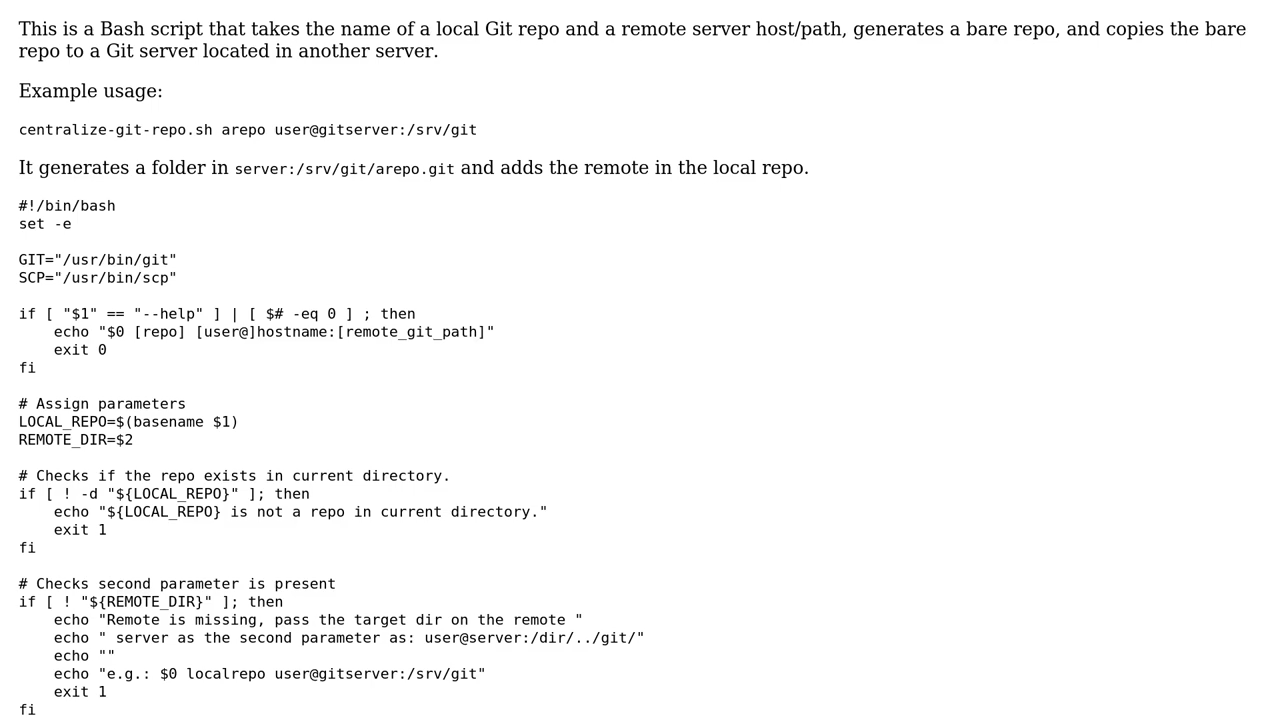 This is a Bash script that takes the name of a local Git repo and a remote server host/path, generates a bare repo, and copies the bare
repo to a Git server located in another server.
Example usage:
centralize-git-repo.sh arepo user@gitserver:/srv/git
It generates a folder in server:/srv/git/arepo.git and adds the remote in the local repo.
#!/bin/bash
set -e
GIT="/usr/bin/git"
SCP="/usr/bin/scp"
if [ "$1" == "--help" ] | [ $# -eq 0 ] ; then
    echo "$0 [repo] [user@]hostname:[remote_git_path]"
    exit 0
fi
# Assign parameters
LOCAL_REPO=$(basename $1)
REMOTE_DIR=$2
# Checks if the repo exists in current directory.
if [ ! -d "${LOCAL_REPO}" ]; then
    echo "${LOCAL_REPO} is not a repo in current directory."
    exit 1
fi
# Checks second parameter is present
if [ ! "${REMOTE_DIR}" ]; then
    echo "Remote is missing, pass the target dir on the remote "
    echo " server as the second parameter as: user@server:/dir/../git/"
    echo ""
    echo "e.g.: $0 localrepo user@gitserver:/srv/git"
    exit 1
fi